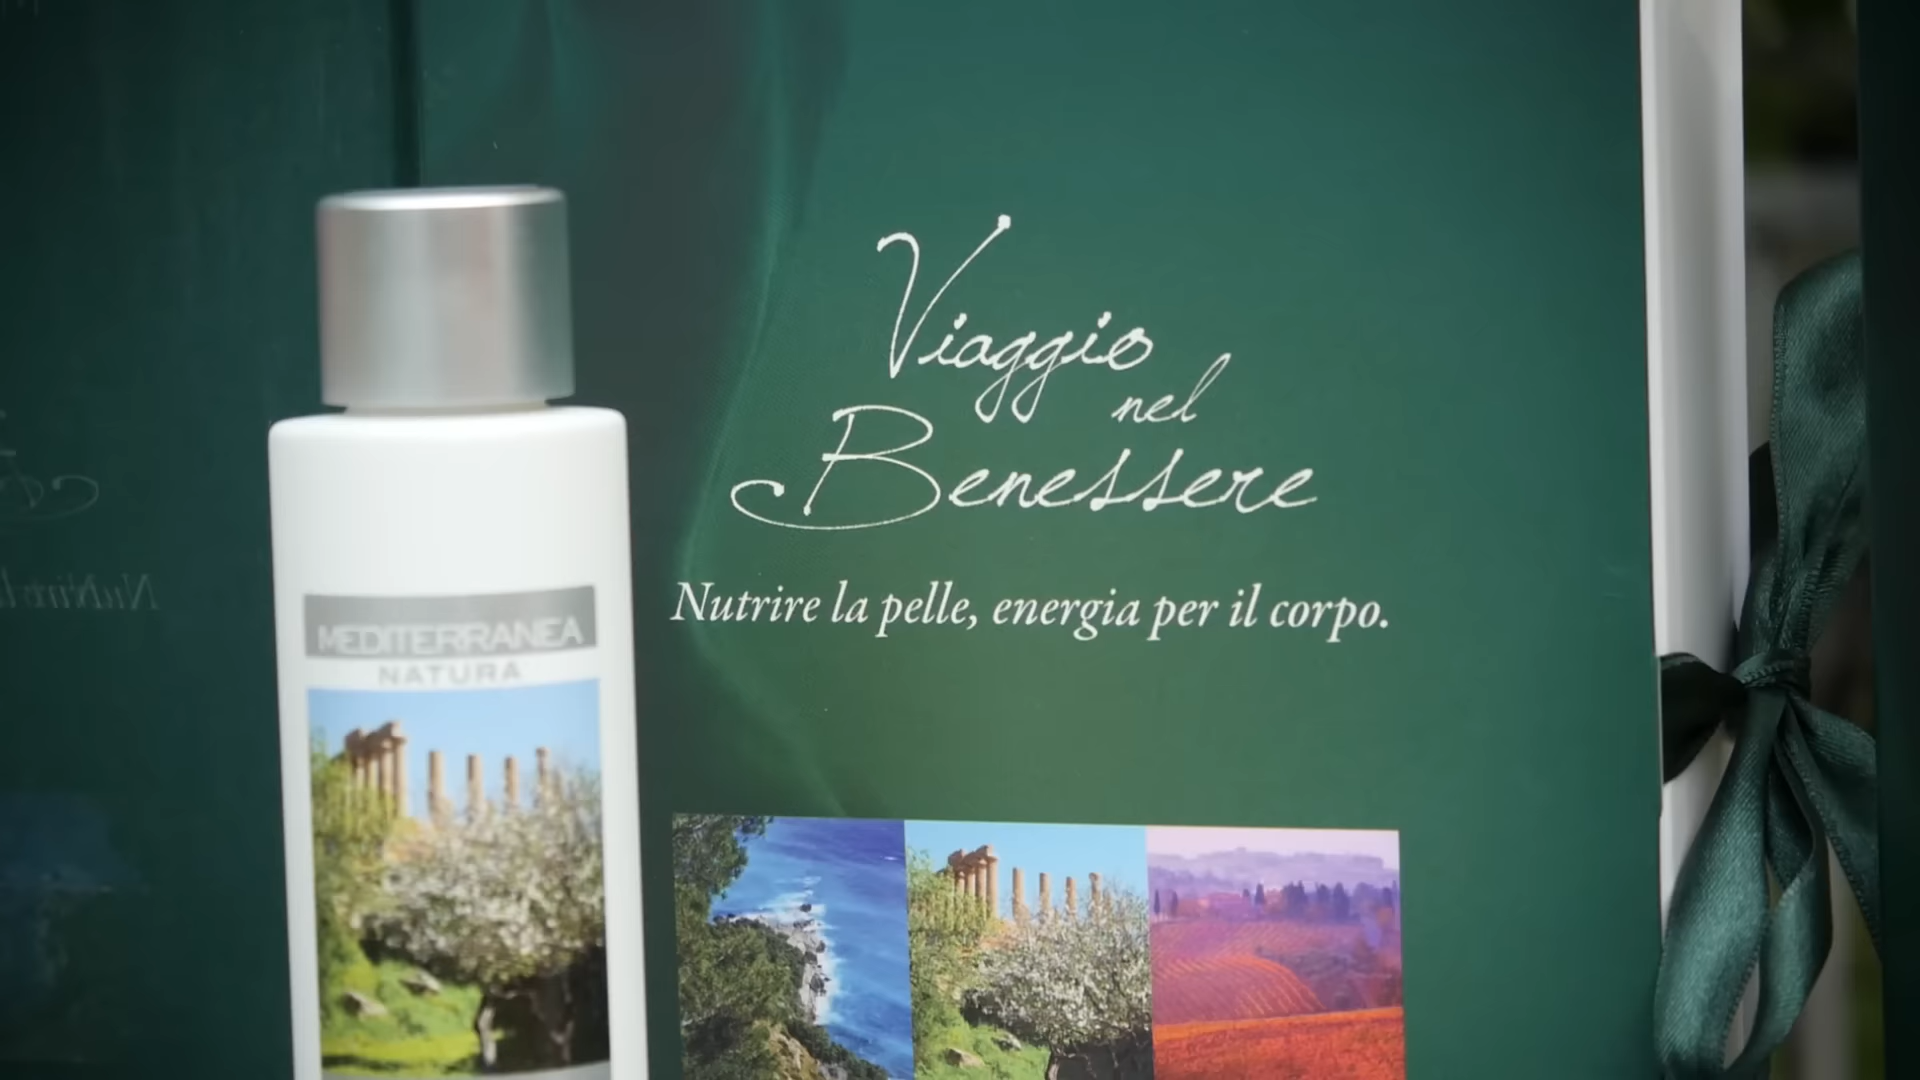 Viaggio
nel
Benessere
Nutrire la pelle, energia per il corpo.
MEDITERRANEA
NATURA